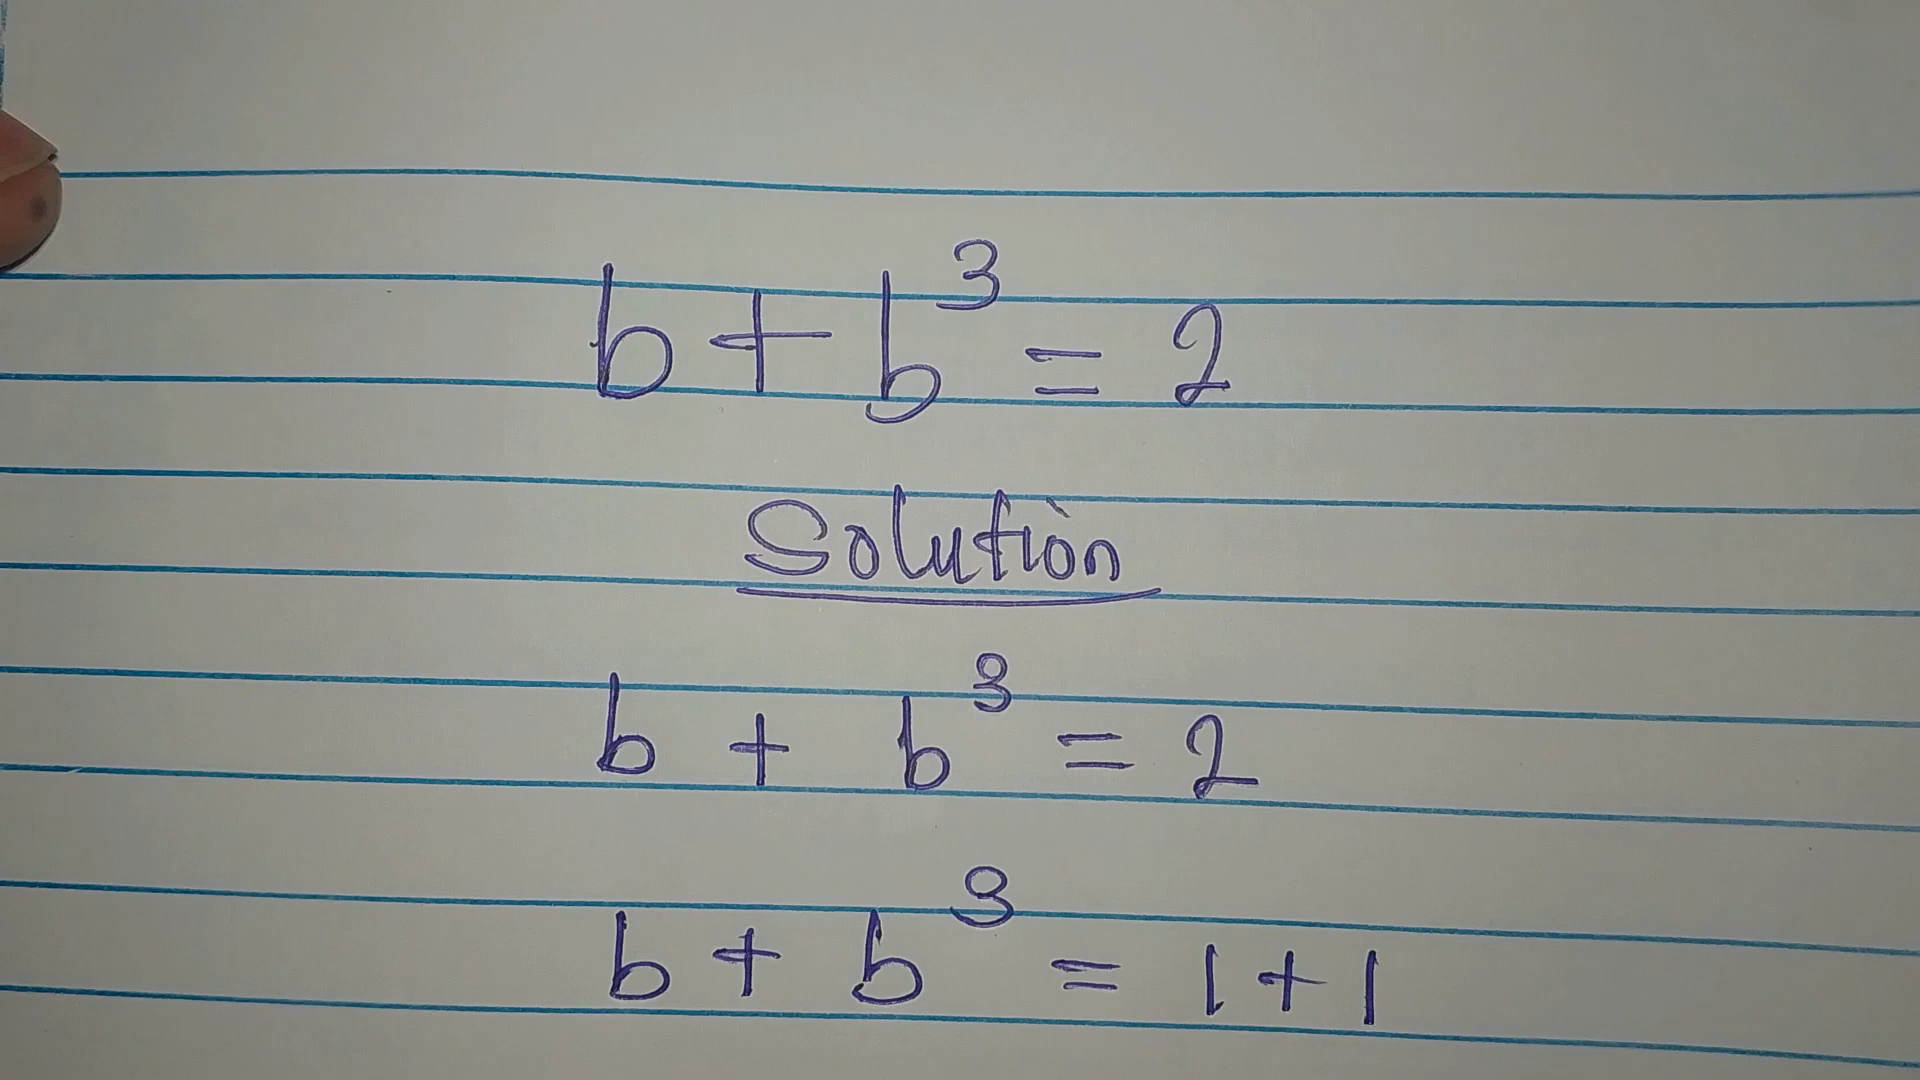 b + b³ = 2
Solution
b + b³ = 2
b + b³ = 1 + 1